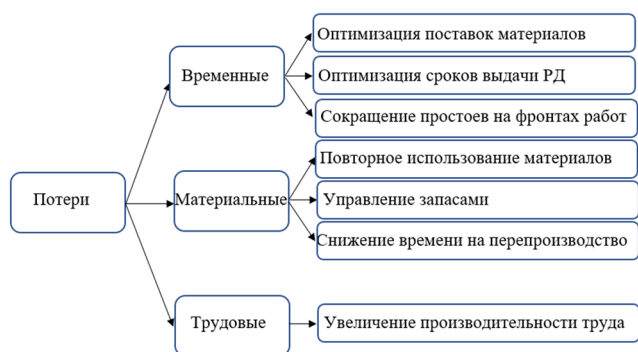 Потери
Временные
Оптимизация поставок материалов
Оптимизация сроков выдачи РД
Сокращение простоев на фронтах работ
Материальные
Повторное использование материалов
Управление запасами
Снижение времени на перепроизводство
Трудовые
Увеличение производительности труда